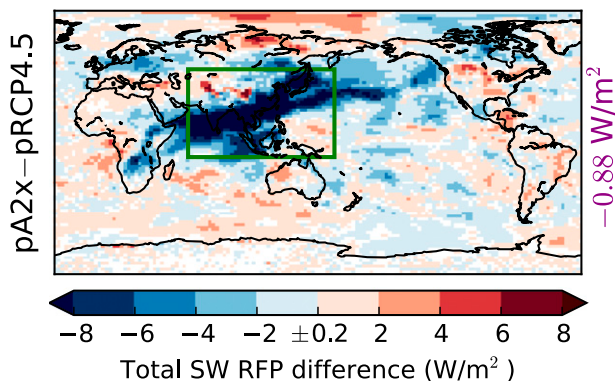 pA2x−pRCP4.5
−0.88 W/m²
−8 −6 −4 −2 ±0.2 2 4 6 8
Total SW RFP difference (W/m² )